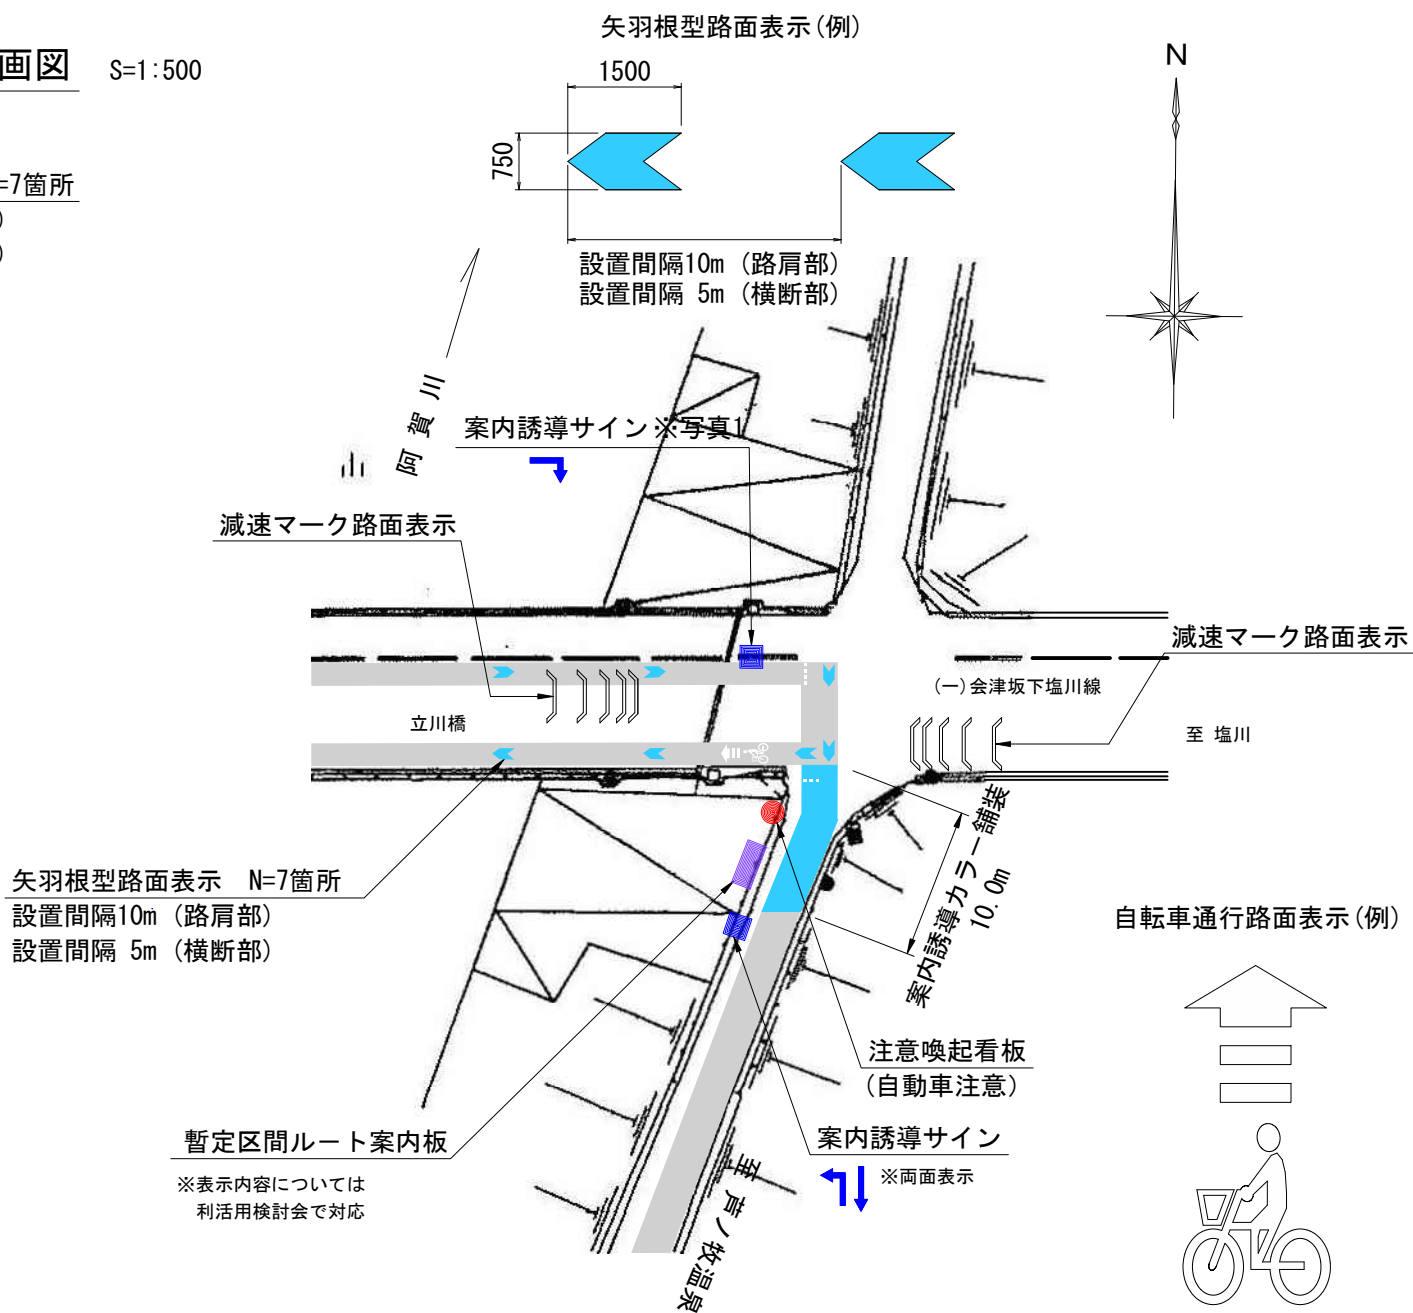 画図 S=1:500
=7箇所
)
)
矢羽根型路面表示(例)
1500
750
設置間隔10m (路肩部)
設置間隔 5m (横断部)
N
阿賀川
案内誘導サイン※写真1
減速マーク路面表示
減速マーク路面表示
(一)会津坂下塩川線
立川橋
至 塩川
矢羽根型路面表示 N=7箇所
設置間隔10m (路肩部)
設置間隔 5m (横断部)
案内誘導カラー舗装
10.0m
自転車通行路面表示(例)
注意喚起看板
(自動車注意)
暫定区間ルート案内板
※表示内容については
利活用検討会で対応
案内誘導サイン
※両面表示
至 芦ノ牧温泉